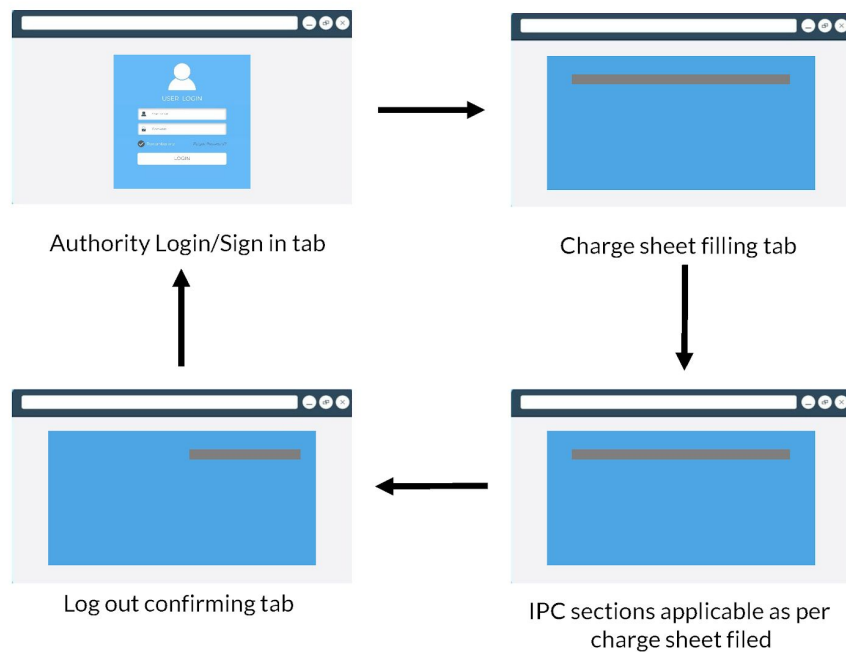 USER LOGIN
LOGIN
Authority Login/Sign in tab
Charge sheet filling tab
Log out confirming tab
IPC sections applicable as per
charge sheet filed